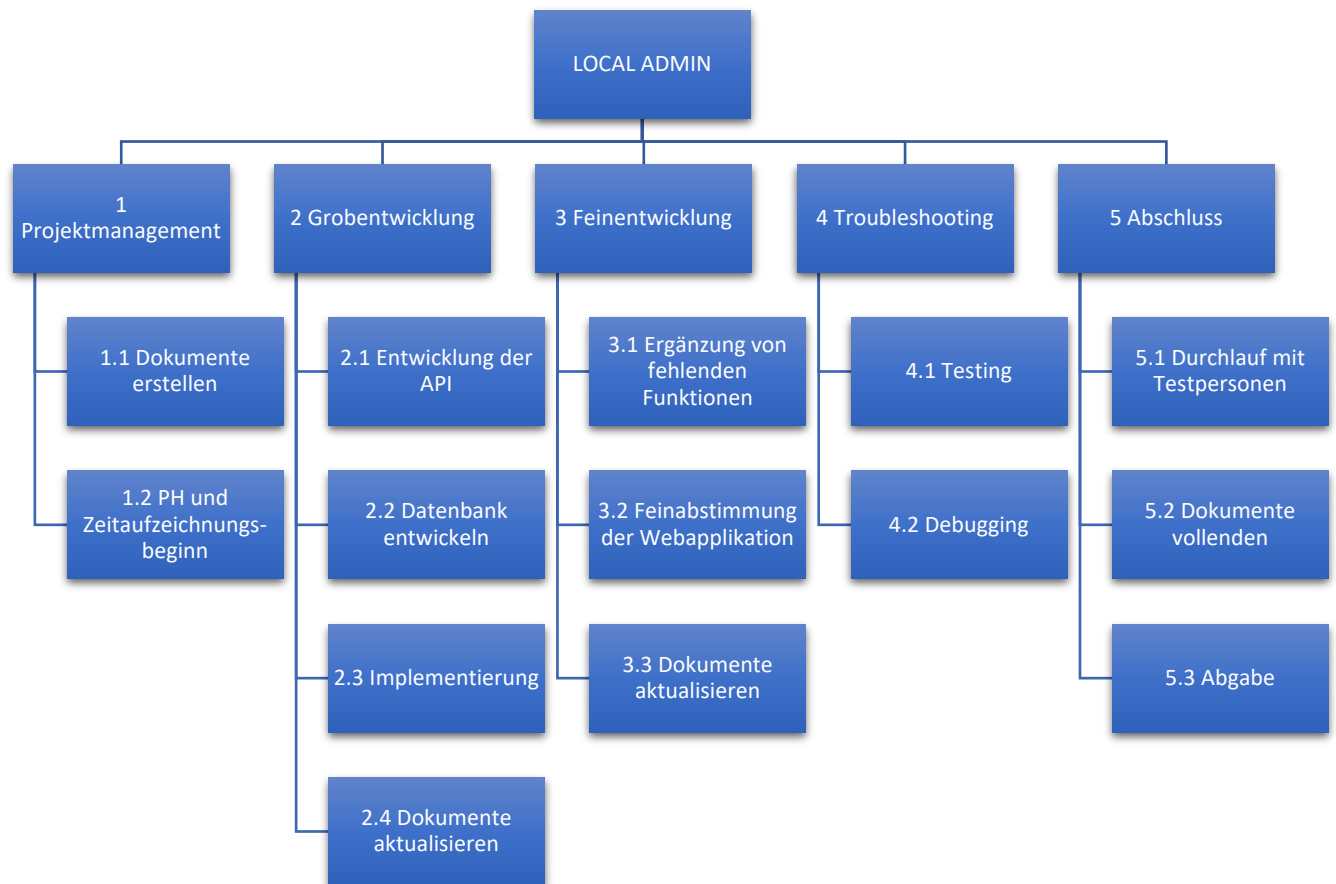 LOCAL ADMIN
1
Projektmanagement
1.1 Dokumente
erstellen
1.2 PH und
Zeitaufzeichnungs-
beginn
2 Grobentwicklung
2.1 Entwicklung der
API
2.2 Datenbank
entwickeln
2.3 Implementierung
2.4 Dokumente
aktualisieren
3 Feinentwicklung
3.1 Ergänzung von
fehlenden
Funktionen
3.2 Feinabstimmung
der Webapplikation
3.3 Dokumente
aktualisieren
4 Troubleshooting
4.1 Testing
4.2 Debugging
5 Abschluss
5.1 Durchlauf mit
Testpersonen
5.2 Dokumente
vollenden
5.3 Abgabe